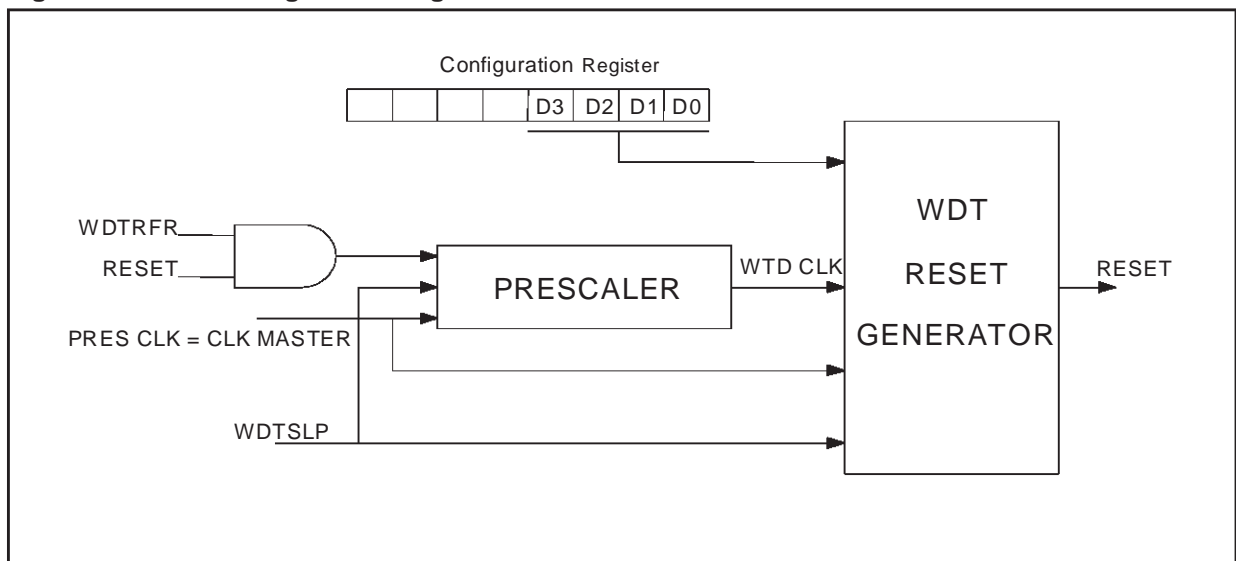 Configuration Register
D3 D2 D1 D0
WDTRFR
RESET
PRES CLK = CLK MASTER
WDTSLP
PRESCALER
WTD CLK
WDT
RESET
GENERATOR
RESET